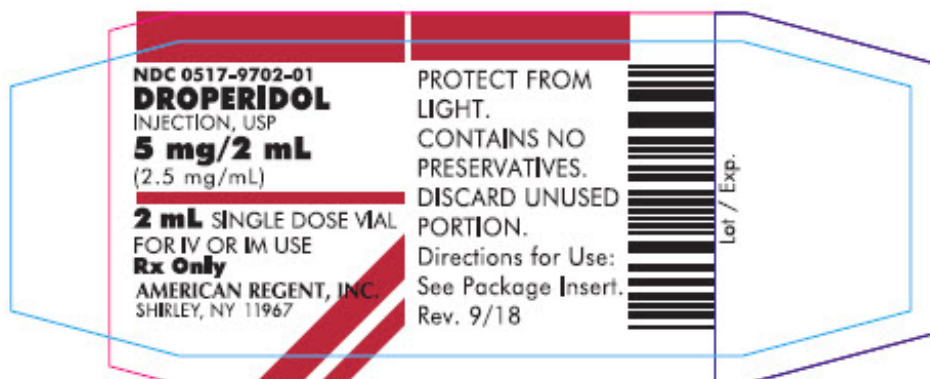 NDC 0517-9702-01
DROPERIDOL
INJECTION, USP
5 mg/2 mL
(2.5 mg/mL)
2 mL SINGLE DOSE VIAL
FOR IV OR IM USE
Rx Only
AMERICAN REGENT, INC.
SHIRLEY, NY 11967
PROTECT FROM
LIGHT.
CONTAINS NO
PRESERVATIVES.
DISCARD UNUSED
PORTION.
Directions for Use:
See Package Insert.
Rev. 9/18
Lot / Exp.